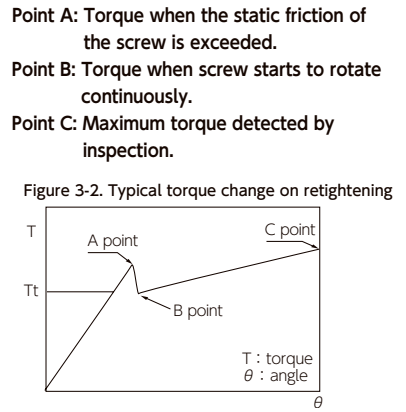 Point A: Torque when the static friction of
the screw is exceeded.
Point B: Torque when screw starts to rotate
continuously.
Point C: Maximum torque detected by
inspection.
Figure 3-2. Typical torque change on retightening
T
A point
C point
Tt
B point
T : torque
θ : angle
θ